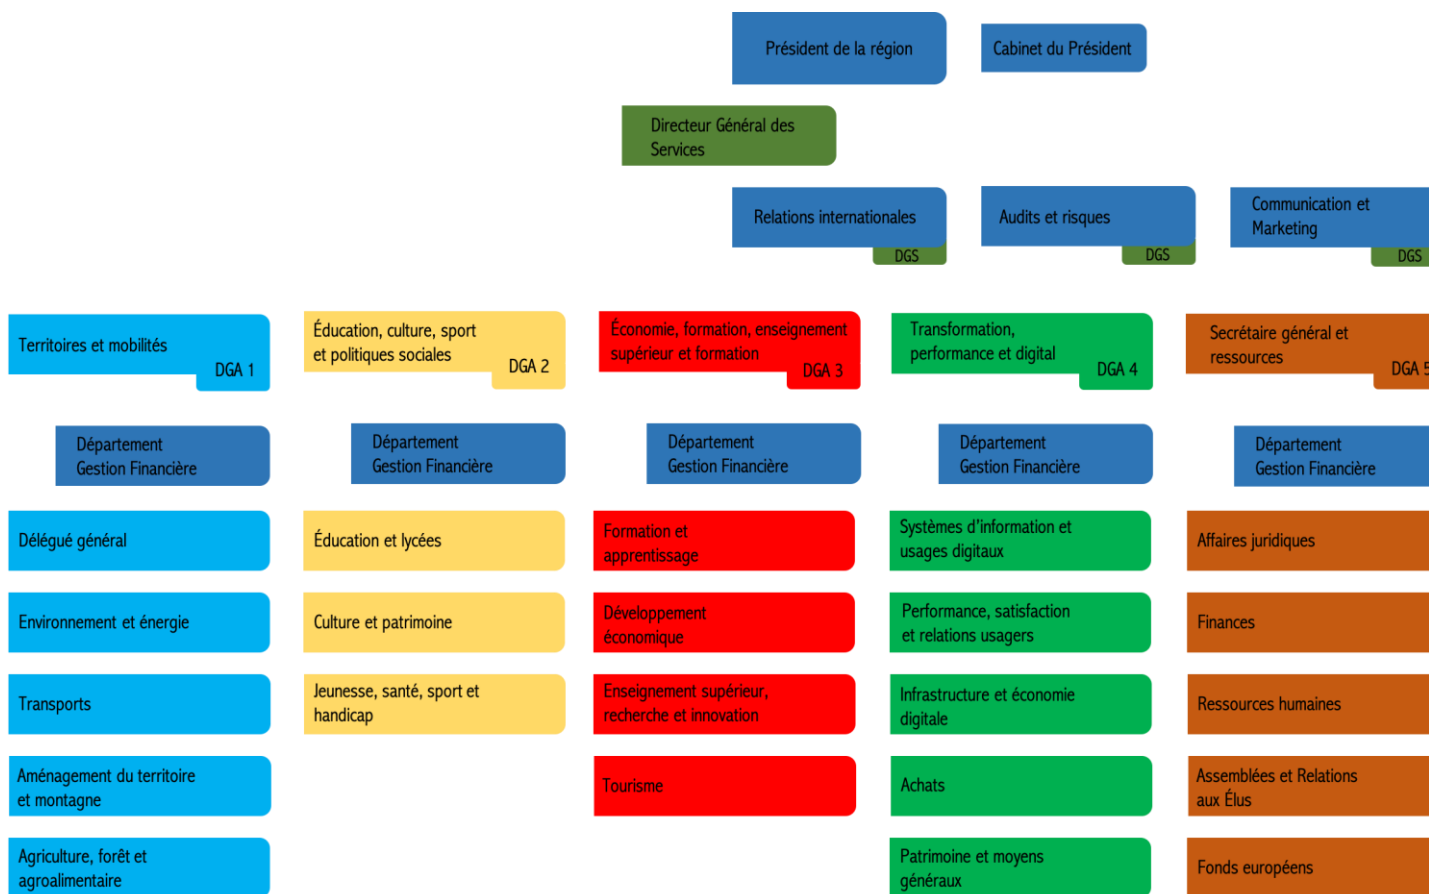 Président de la région
Cabinet du Président
Directeur Général des
Services
Relations internationales
DGS
Audits et risques
DGS
Communication et
Marketing
DGS
Territoires et mobilités
DGA 1
Éducation, culture, sport
et politiques sociales
DGA 2
Économie, formation, enseignement
supérieur et formation
DGA 3
Transformation,
performance et digital
DGA 4
Secrétaire général et
ressources
DGA 5
Département
Gestion Financière
Département
Gestion Financière
Département
Gestion Financière
Département
Gestion Financière
Département
Gestion Financière
Délégué général
Environnement et énergie
Transports
Aménagement du territoire
et montagne
Agriculture, forêt et
agroalimentaire
Éducation et lycées
Culture et patrimoine
Jeunesse, santé, sport et
handicap
Formation et
apprentissage
Développement
économique
Enseignement supérieur,
recherche et innovation
Tourisme
Systèmes d'information et
usages digitaux
Performance, satisfaction
et relations usagers
Infrastructure et économie
digitale
Achats
Patrimoine et moyens
généraux
Affaires juridiques
Finances
Ressources humaines
Assemblées et Relations
aux Élus
Fonds européens